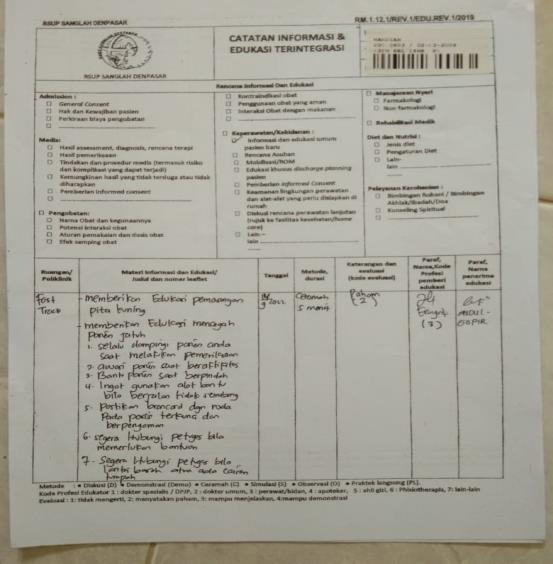 RSUP SANGLAH DENPASAR
RM.1.12.1/REV.1/EDU.REV.1/2019
CATATAN INFORMASI &
EDUKASI TERINTEGRASI
RSUP SANGLAH DENPASAR
Rencana Informasi Dan Edukasi
Admission :
General Consent
Hak dan Kewajiban pasien
Perkiraan biaya pengobatan
Medis:
Hasil assessment, diagnosis, rencana terapi
Hasil pemeriksaan
Tindakan dan prosedur medis (termasuk risiko
dan komplikasi yang dapat terjadi)
Kemungkinan hasil yang tidak terduga atau tidak
diharapkan
Pemberian informed consent
Pengobatan:
Nama Obat dan kegunaannya
Potensi interaksi obat
Aturan pemakaian dan dosis obat
Efek samping obat
Kontraindikasi obat
Penggunaan obat yang aman
Interaksi Obat dengan makanan
Keperawatan/Kebidanan :
Informasi dan edukasi umum
pasien baru
Rencana Asuhan
Mobilisasi/ROM
Edukasi khusus discharge planning
pasien
Pemberian informed consent
Keamanan lingkungan perawatan
dan alat-alat yang perlu disiapkan di
rumah
Diskusi rencana perawatan lanjutan
(rujuk ke fasilitas kesehatan/home
care)
Lain –
lain
Manajemen Nyeri
Farmakologi
Non farmakologi
Rehabilitasi Medik
Diet dan Nutrisi :
Jenis diet
Pengaturan Diet
Lain-
lain
Pelayanan Kerohanian :
Bimbingan Rohani / Bimbingan
Akhlak/Ibadah/Doa
Konseling Spiritual
Ruangan/
Poliklinik
Materi Informasi dan Edukasi/
Judul dan nomer leaflet
Tanggal
Metode,
durasi
Keterangan dan
evaluasi
(kode evaluasi)
Paraf,
Nama,Kode
Profesi
pemberi
edukasi
Paraf,
Nama
penerima
edukasi
Fast
Track
- memberikan Edukasi pemasangan
pita kuning
Ceramah
5 menit
Paham
(2)
(3)
- memberikan Edukasi mencegah
Pasien jatuh
1. selalu dampingi pasien anda
saat melakukan pemeriksaan
2. awasi pasien saat beraktifitas
3. Bantu pasien saat berpindah
4. Ingat gunakan alat bantu
bila berjalan tidak seimbang
5. Pastikan brancard dan roda
Pada posisi terkunci dan
berpengaman
6. segera Hubungi petugas bila
memerlukan bantuan
7. Segera Hubungi petugas bila
lantai basah atau ada cairan
tumpah
Metode : • Diskusi (D) • Demonstrasi (Demo) • Ceramah (C) • Simulasi (S) • Observasi (O) • Praktek langsung (PL).
Kode Profesi Edukator 1 : dokter spesialis / DPJP, 2 : dokter umum, 3 : perawat/bidan, 4 : apoteker, 5 : ahli gizi, 6 : Phisioterapis, 7: lain-lain
Evaluasi : 1: tidak mengerti, 2: menyatakan paham, 3: mampu menjelaskan, 4:mampu demonstrasi